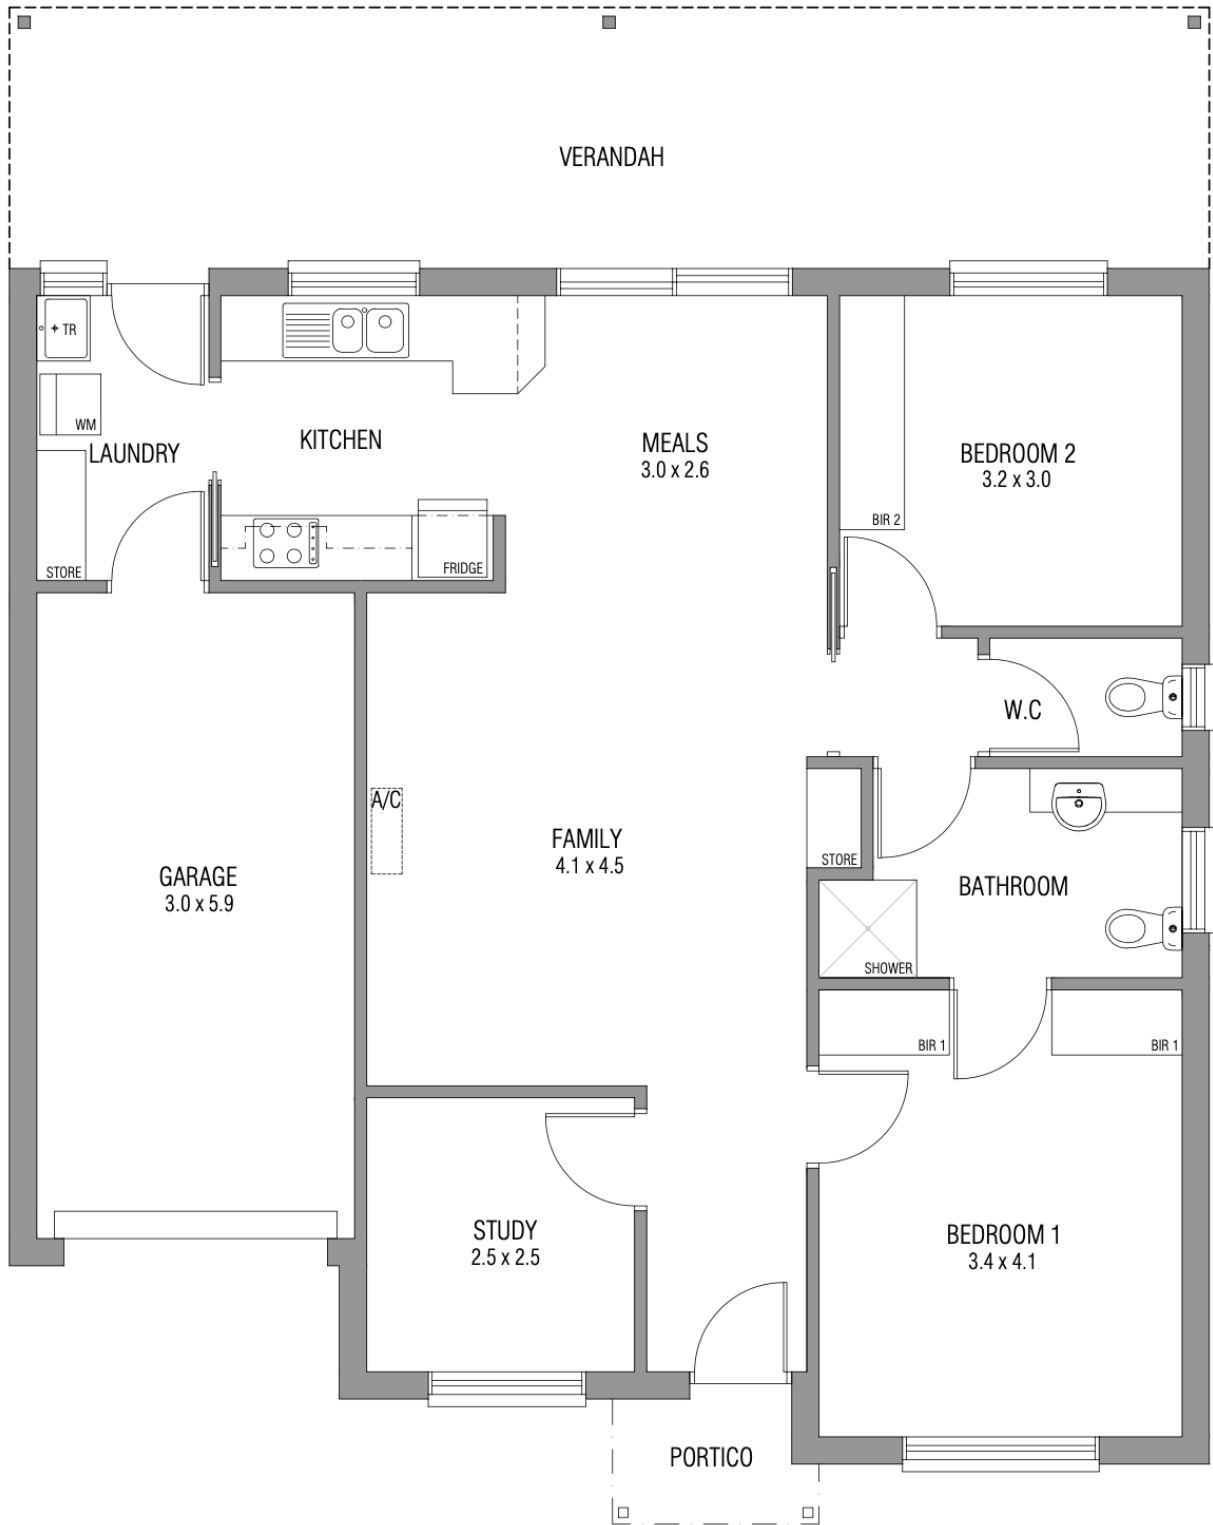 VERANDAH
TR
WM
LAUNDRY
STORE
KITCHEN
FRIDGE
MEALS
3.0 x 2.6
BEDROOM 2
3.2 x 3.0
BIR 2
W.C
A/C
FAMILY
4.1 x 4.5
STORE
GARAGE
3.0 x 5.9
BATHROOM
SHOWER
BIR 1
BIR 1
STUDY
2.5 x 2.5
BEDROOM 1
3.4 x 4.1
PORTICO